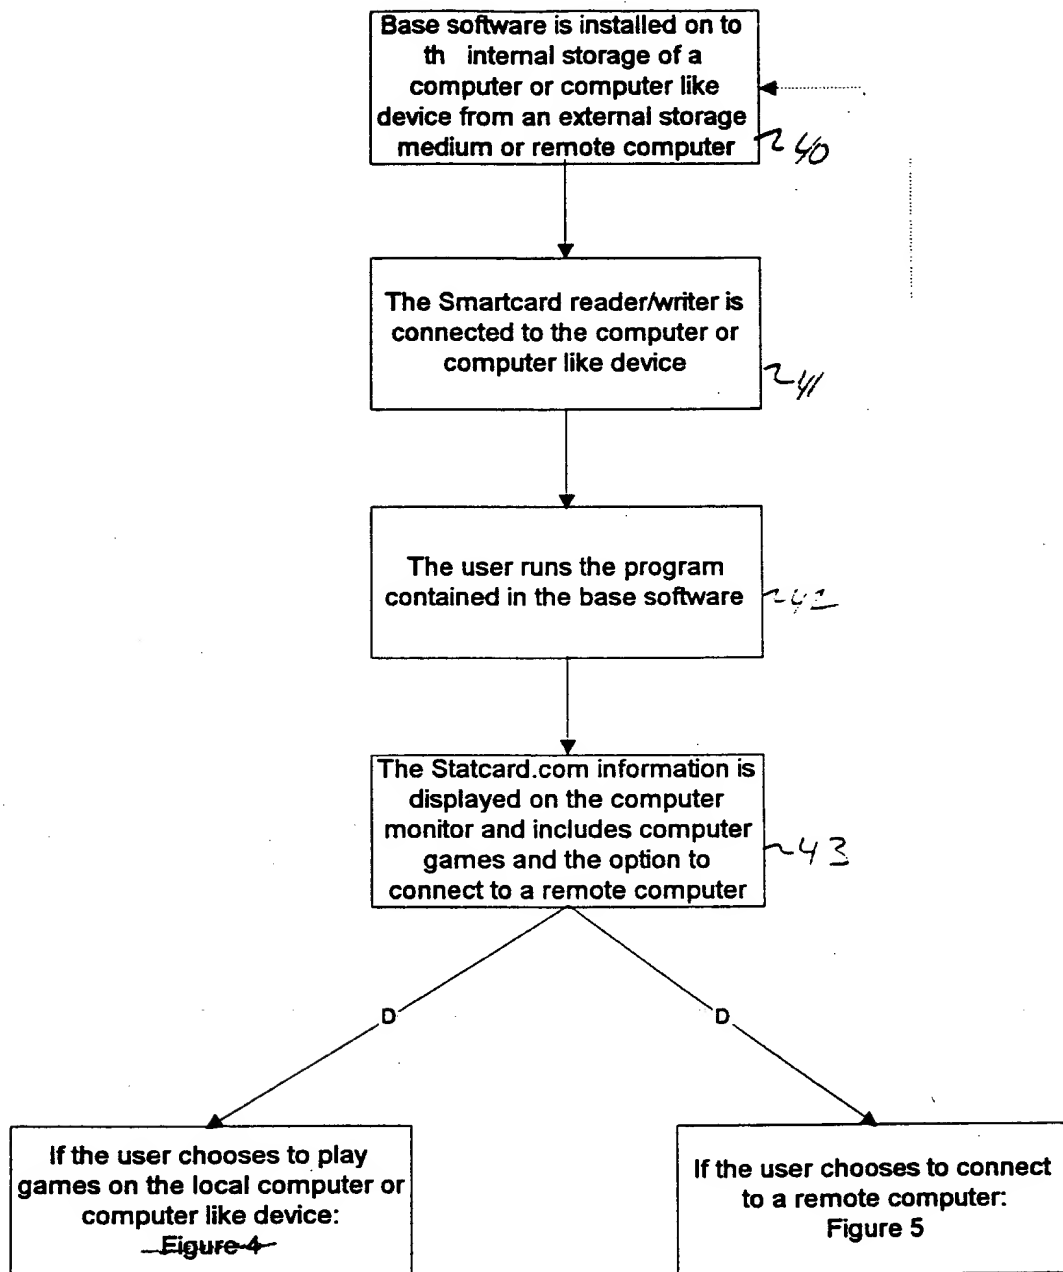 Base software is installed on to
th internal storage of a
computer or computer like
device from an external storage
medium or remote computer
40
The Smartcard reader/writer is
connected to the computer or
computer like device
41
The user runs the program
contained in the base software
42
The Statcard.com information is
displayed on the computer
monitor and includes computer
games and the option to
connect to a remote computer
43
D
D
If the user chooses to play
games on the local computer or
computer like device:
Figure 4
If the user chooses to connect
to a remote computer:
Figure 5